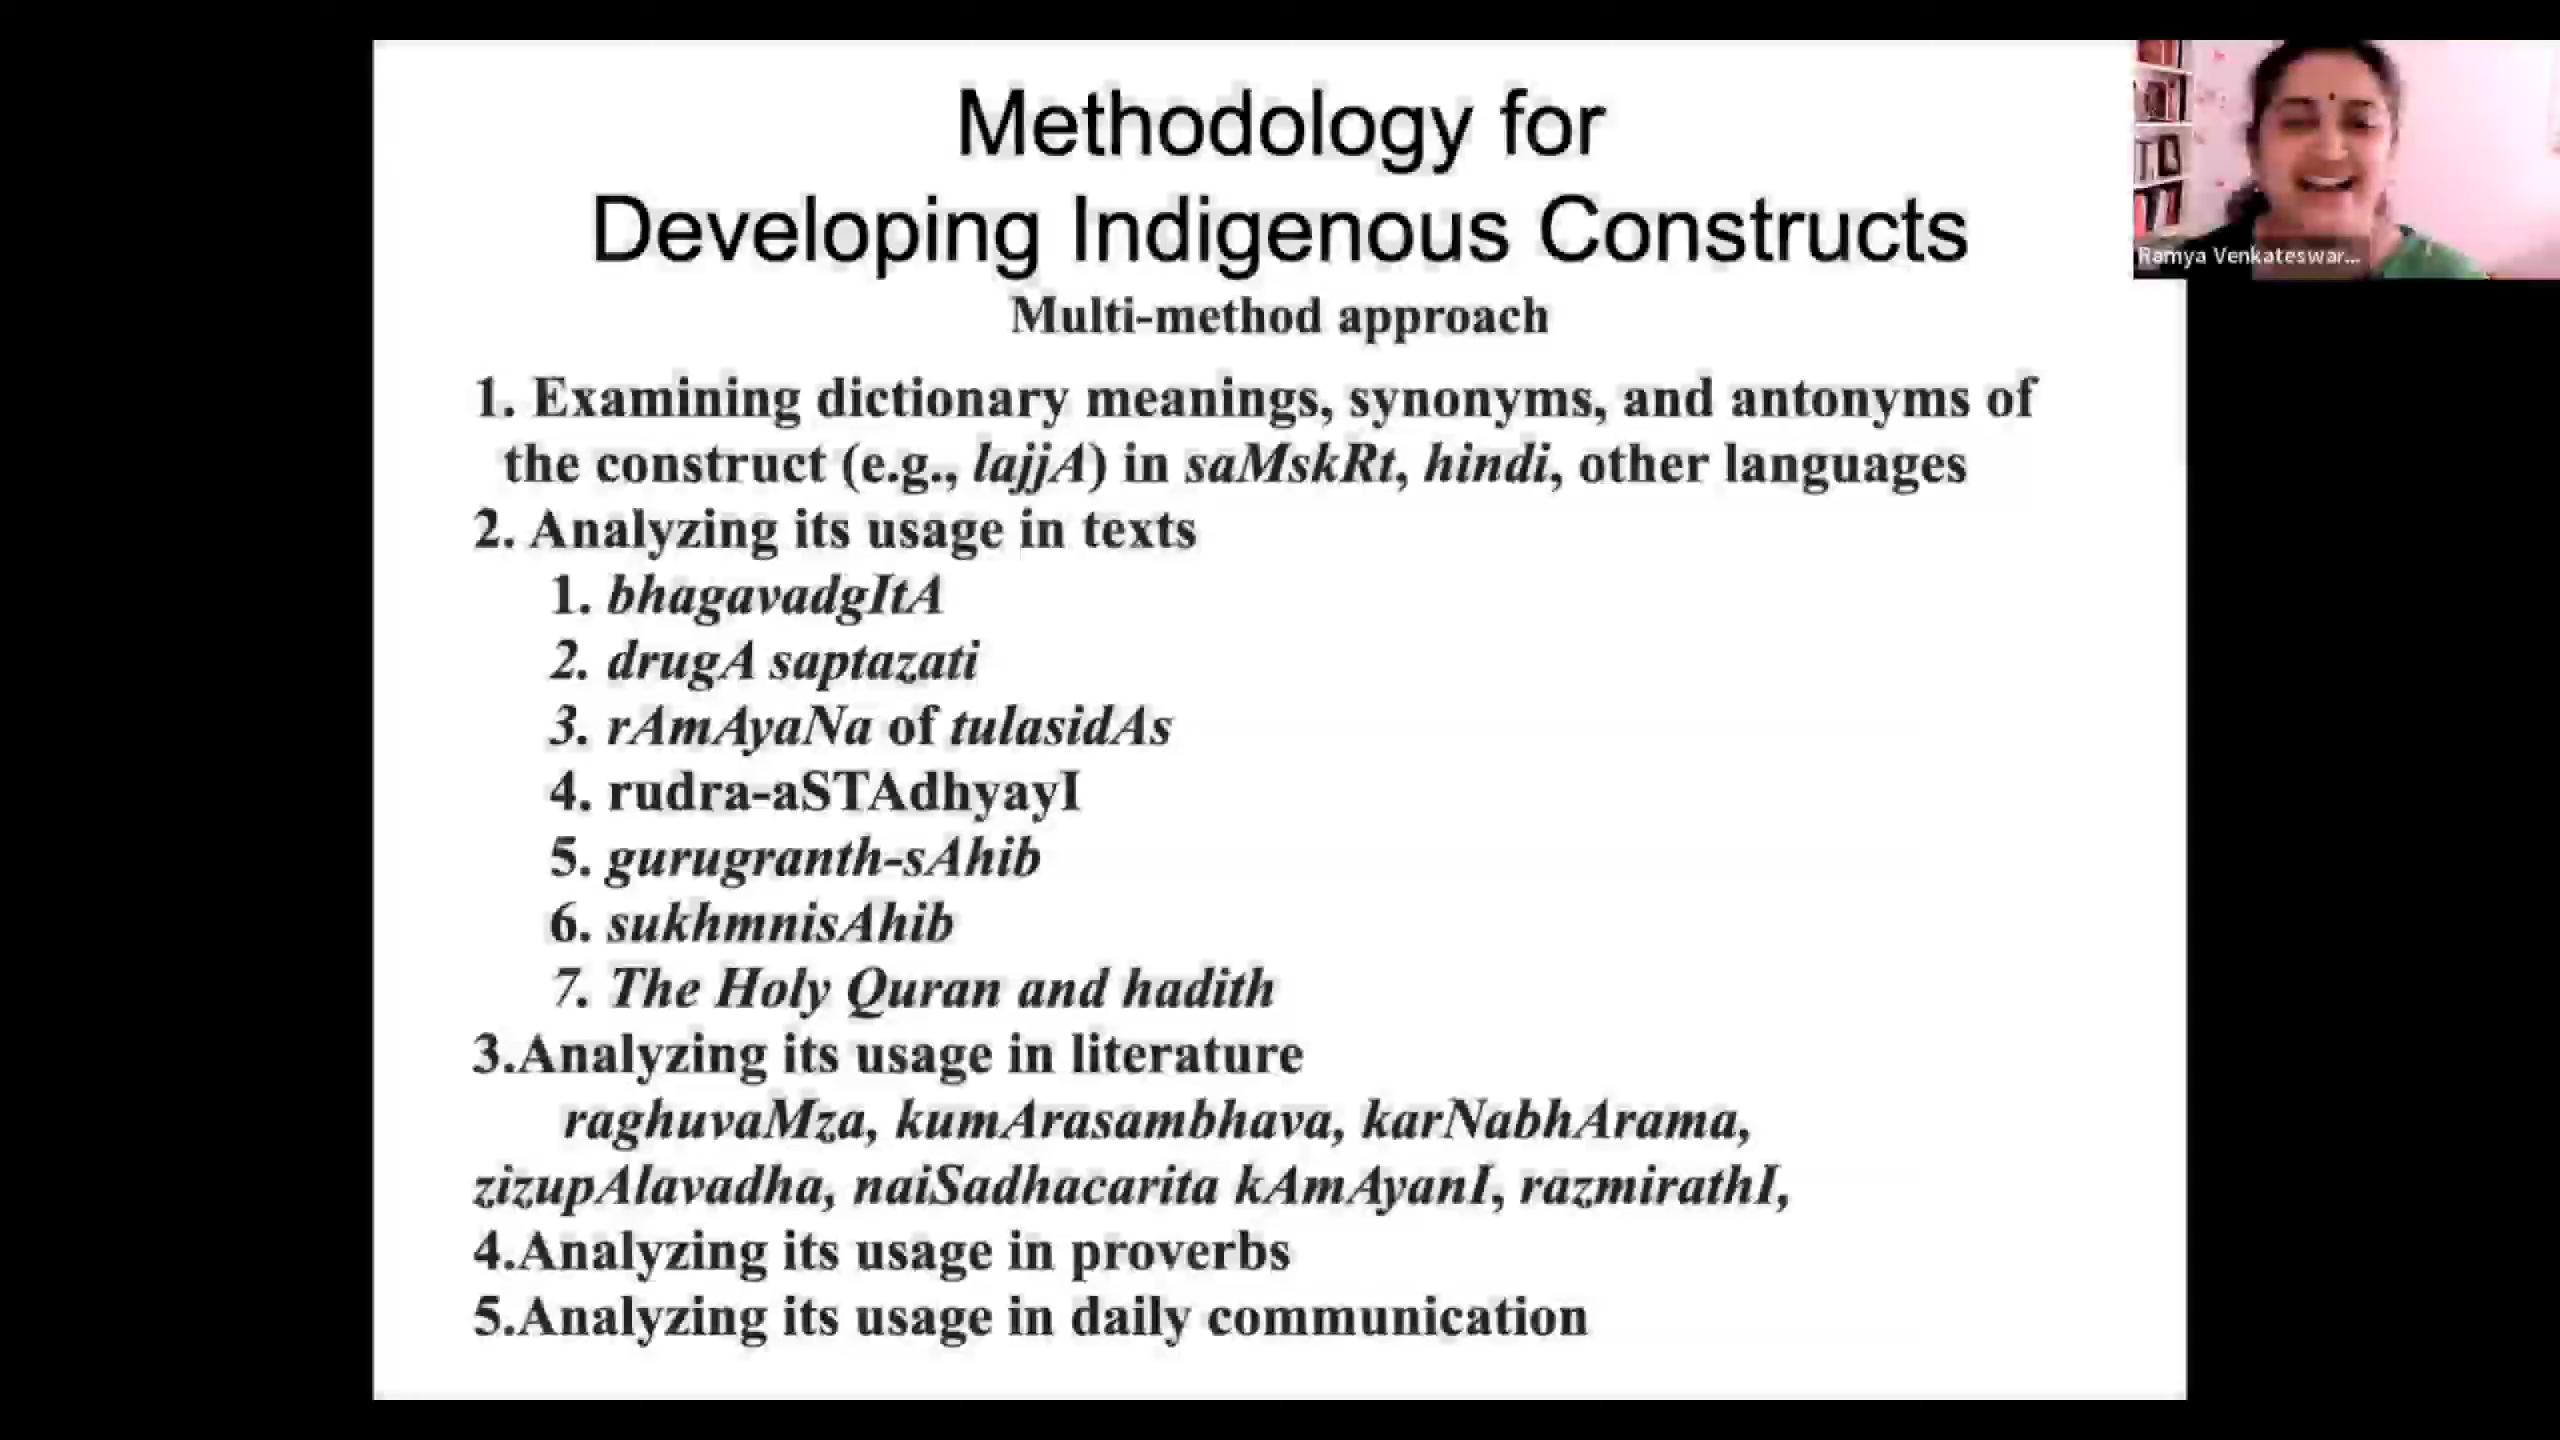 Methodology for
Developing Indigenous Constructs
Multi-method approach
1. Examining dictionary meanings, synonyms, and antonyms of
the construct (e.g., lajjA) in saMskRt, hindi, other languages
2. Analyzing its usage in texts
1. bhagavadgItA
2. drugA saptazati
3. rAmAyaNa of tulasidAs
4. rudra-aSTAdhyayI
5. gurugranth-sAhib
6. sukhmnisAhib
7. The Holy Quran and hadith
3.Analyzing its usage in literature
raghuvaMza, kumArasambhava, karNabhArama,
zizupAlavadha, naiSadhacarita kAmAyanI, razmirathI,
4.Analyzing its usage in proverbs
5.Analyzing its usage in daily communication
Ramya Venkateswar...